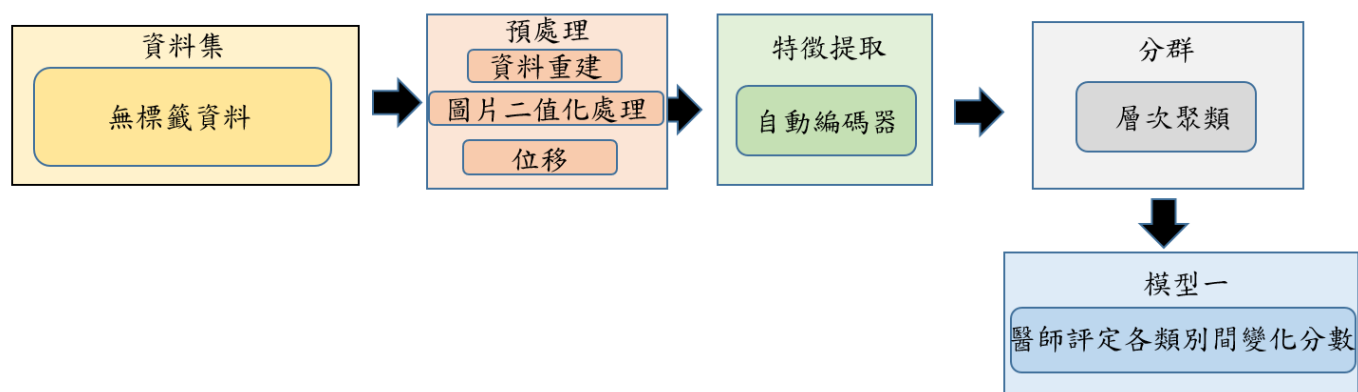 資料集
無標籤資料
預處理
資料重建
圖片二值化處理
位移
特徵提取
自動編碼器
分群
層次聚類
模型一
醫師評定各類別間變化分數